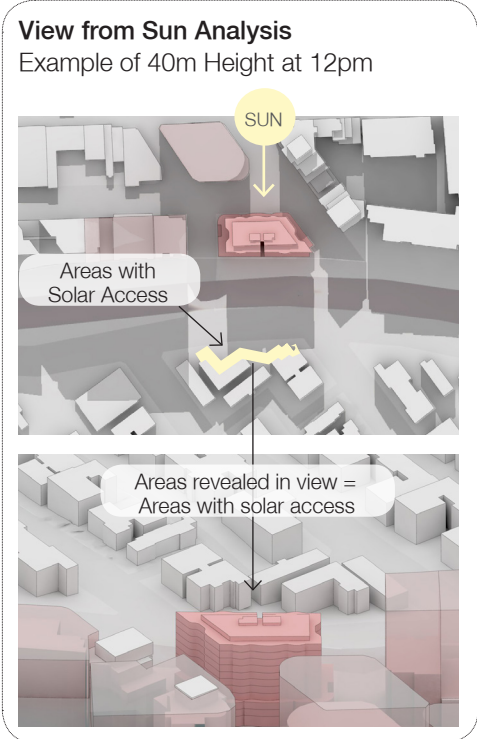 View from Sun Analysis
Example of 40m Height at 12pm
SUN
Areas with
Solar Access
Areas revealed in view =
Areas with solar access